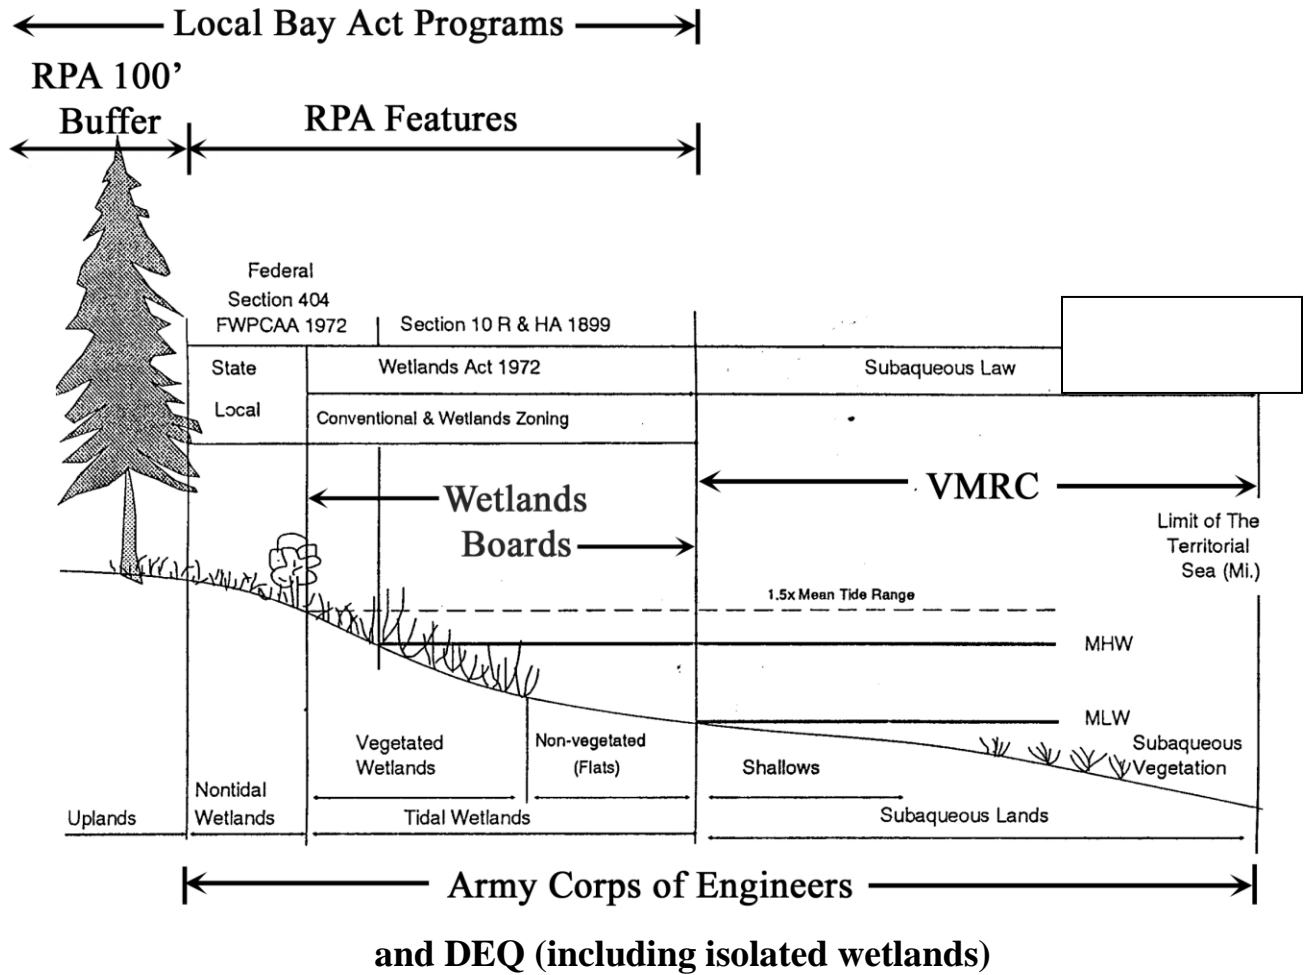 Local Bay Act Programs
RPA 100’
Buffer
RPA Features
Federal
Section 404
FWPCAA 1972
Section 10 R & HA 1899
State
Wetlands Act 1972
Subaqueous Law
Local
Conventional & Wetlands Zoning
Wetlands
Boards
VMRC
Limit of The
Territorial
Sea (Mi.)
1.5x Mean Tide Range
MHW
MLW
Vegetated
Wetlands
Non-vegetated
(Flats)
Shallows
Subaqueous
Vegetation
Nontidal
Wetlands
Uplands
Tidal Wetlands
Subaqueous Lands
Army Corps of Engineers
and DEQ (including isolated wetlands)